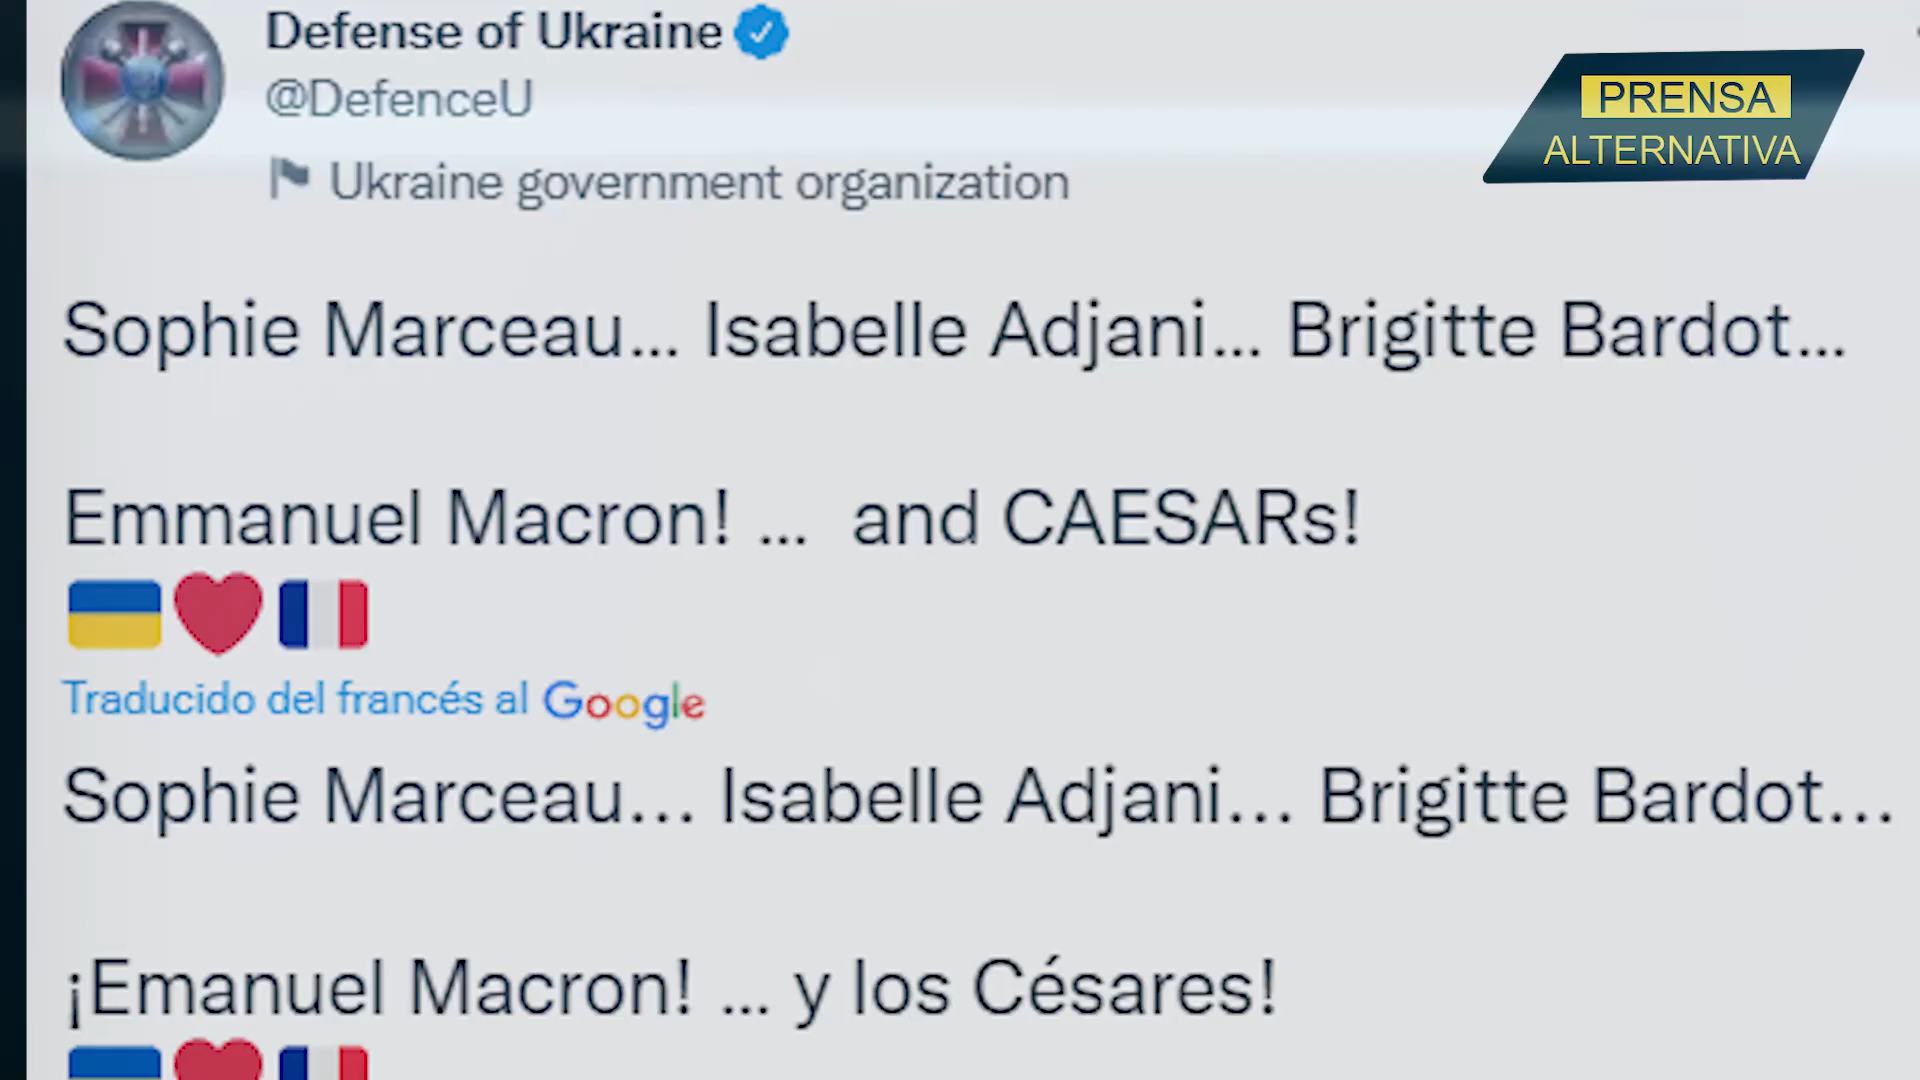 Defense of Ukraine
@DefenceU
Ukraine government organization
PRENSA
ALTERNATIVA
Sophie Marceau... Isabelle Adjani... Brigitte Bardot...
Emmanuel Macron! ... and CAESARs!
Traducido del francés al Google
Sophie Marceau... Isabelle Adjani... Brigitte Bardot...
¡Emanuel Macron! ... y los Césares!